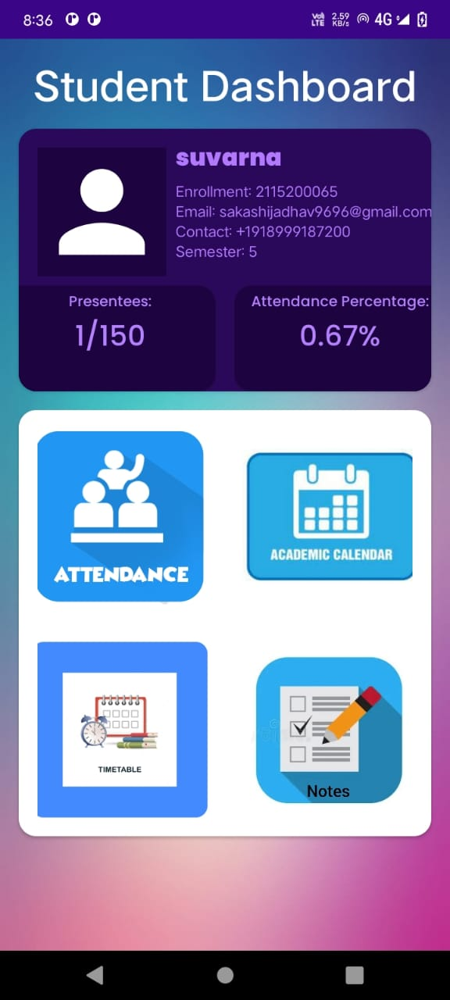 8:36
Vol LTE 2.59 KB/s 4G
Student Dashboard
suvarna
Enrollment: 2115200065
Email: sakashijadhav9696@gmail.com
Contact: +1918999187200
Semester: 5
Presentees: Attendance Percentage:
1/150 0.67%
ATTENDANCE
ACADEMIC CALENDAR
TIMETABLE
Notes